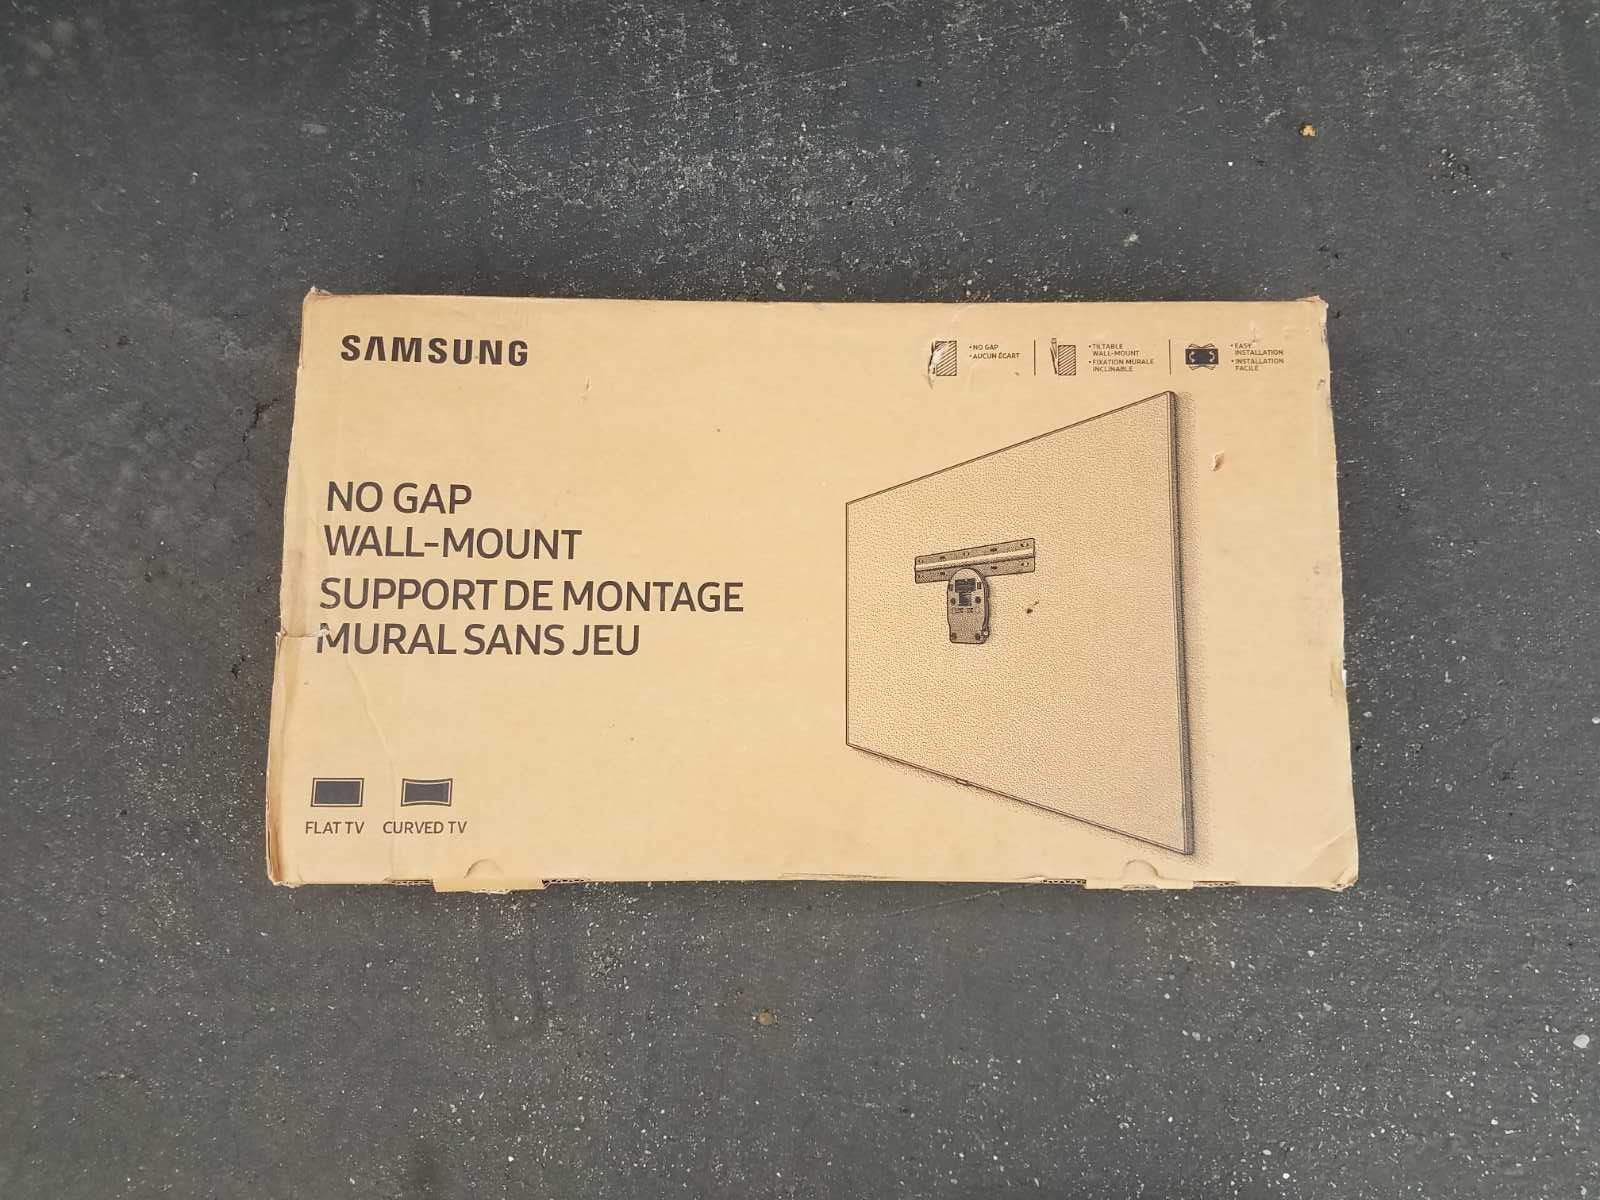 SAMSUNG
• NO GAP
• AUCUN ÉCART
• TILTABLE
WALL-MOUNT
• FIXATION MURALE
INCLINABLE
• EASY
INSTALLATION
• INSTALLATION
FACILE
NO GAP
WALL-MOUNT
SUPPORT DE MONTAGE
MURAL SANS JEU
FLAT TV
CURVED TV